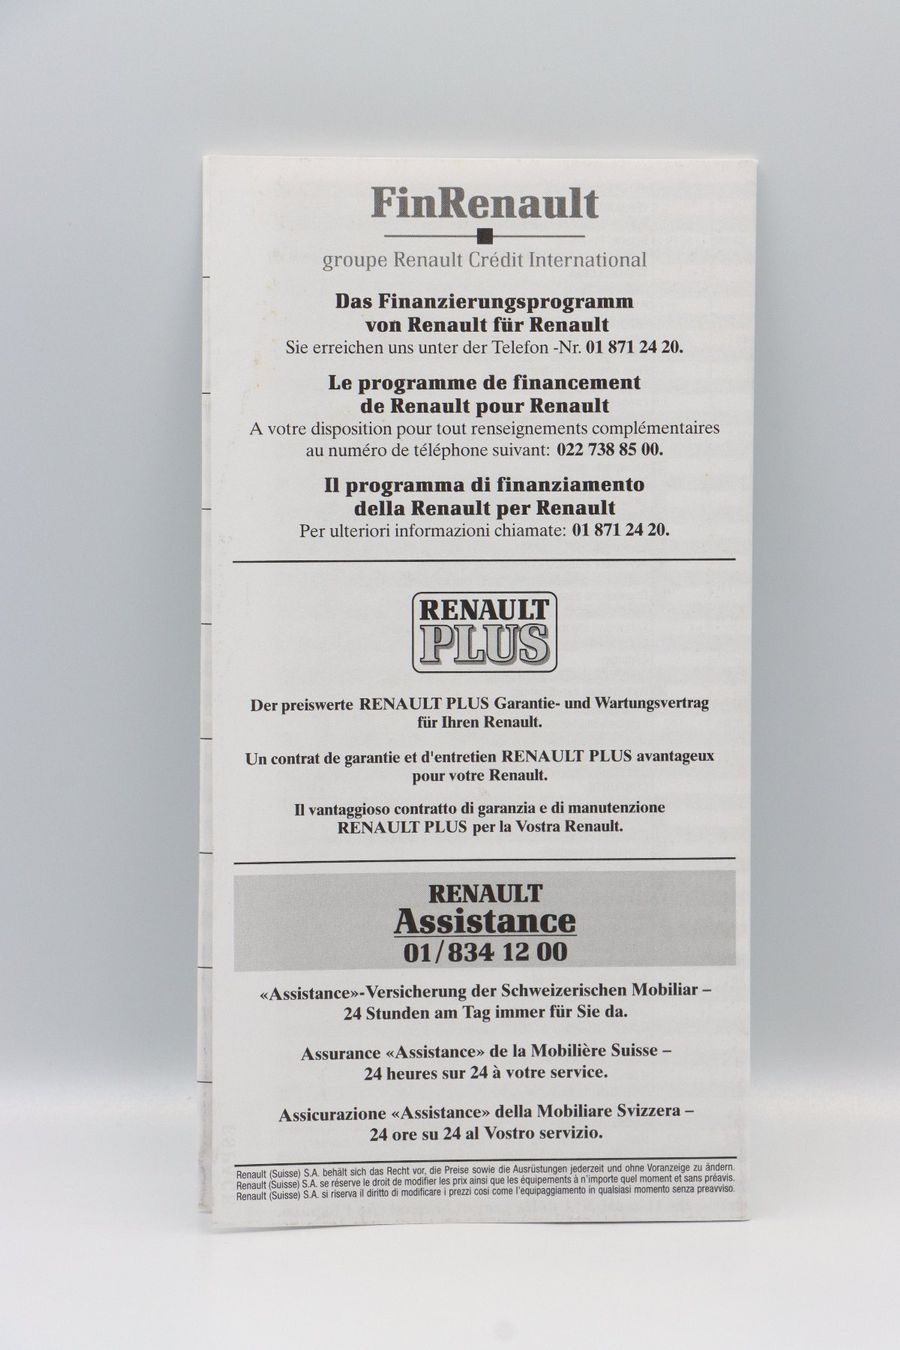 FinRenault
groupe Renault Crédit International
Das Finanzierungsprogramm
von Renault für Renault
Sie erreichen uns unter der Telefon -Nr. 01 871 24 20.
Le programme de financement
de Renault pour Renault
A votre disposition pour tout renseignements complémentaires
au numéro de téléphone suivant: 022 738 85 00.
Il programma di finanziamento
della Renault per Renault
Per ulteriori informazioni chiamate: 01 871 24 20.
RENAULT
PLUS
Der preiswerte RENAULT PLUS Garantie- und Wartungsvertrag
für Ihren Renault.
Un contrat de garantie et d'entretien RENAULT PLUS avantageux
pour votre Renault.
Il vantaggioso contratto di garanzia e di manutenzione
RENAULT PLUS per la Vostra Renault.
RENAULT
Assistance
01/834 12 00
«Assistance»-Versicherung der Schweizerischen Mobiliar –
24 Stunden am Tag immer für Sie da.
Assurance «Assistance» de la Mobilière Suisse –
24 heures sur 24 à votre service.
Assicurazione «Assistance» della Mobiliare Svizzera –
24 ore su 24 al Vostro servizio.
Renault (Suisse) S.A. behält sich das Recht vor, die Preise sowie die Ausrüstungen jederzeit und ohne Voranzeige zu ändern.
Renault (Suisse) S.A. se réserve le droit de modifier les prix ainsi que les équipements à n'importe quel moment et sans préavis.
Renault (Suisse) S.A. si riserva il diritto di modificare i prezzi cosi come l'equipaggiamento in qualsiasi momento senza preavviso.